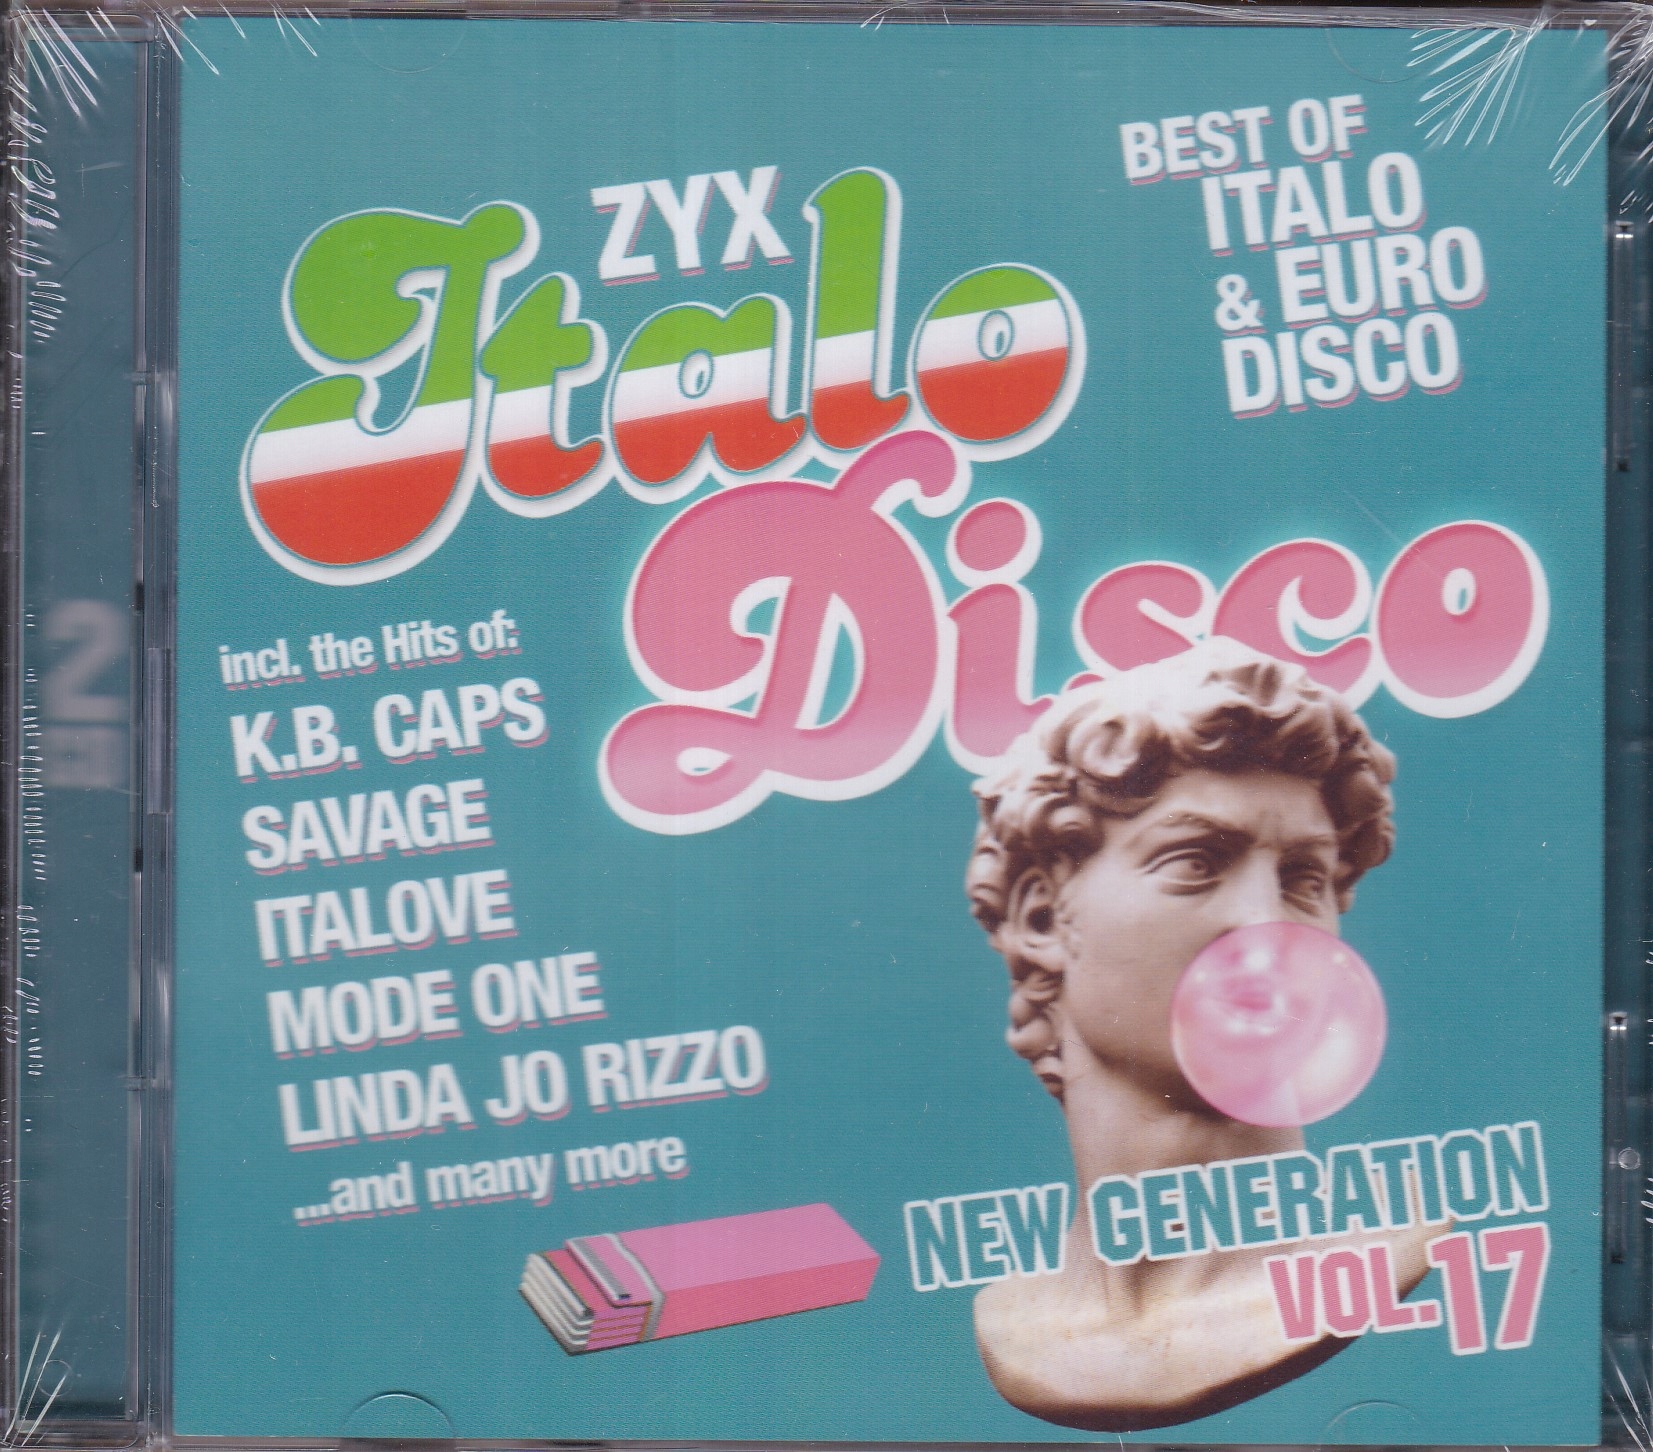 ZYX
Italo
Disco
BEST OF
ITALO
& EURO
DISCO
incl. the Hits of:
K.B. CAPS
SAVAGE
ITALOVE
MODE ONE
LINDA JO RIZZO
...and many more
NEW GENERATION
VOL.17
2